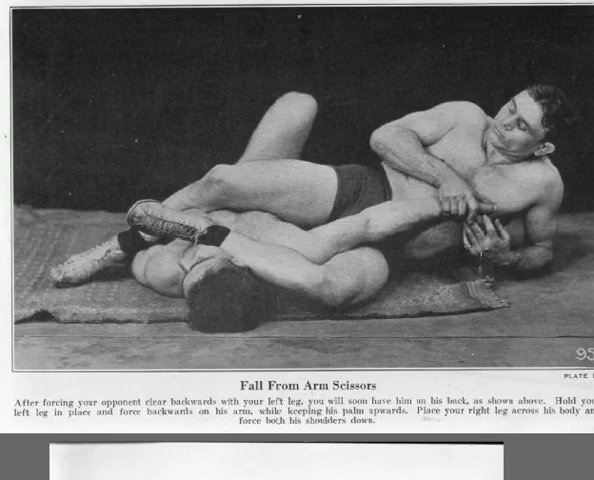 95
PLATE
Fall From Arm Scissors
After forcing your opponent clear backwards with your left leg, you will soon have him on his back, as shown above. Hold you
left leg in place and force backwards on his arm, while keeping his palm upwards. Place your right leg across his body an
force both his shoulders down.